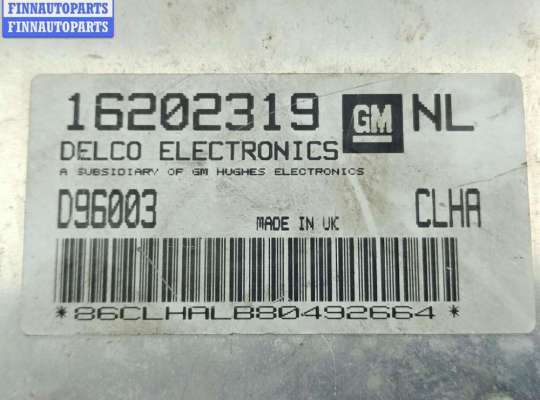 FINNAUTOPARTS
FINNAUTOPARTS
16202319 GM NL
DELCO ELECTRONICS
A SUBSIDIARY OF GM HUGHES ELECTRONICS
D96003 MADE IN UK CLHA
*86CLHALB80492664*